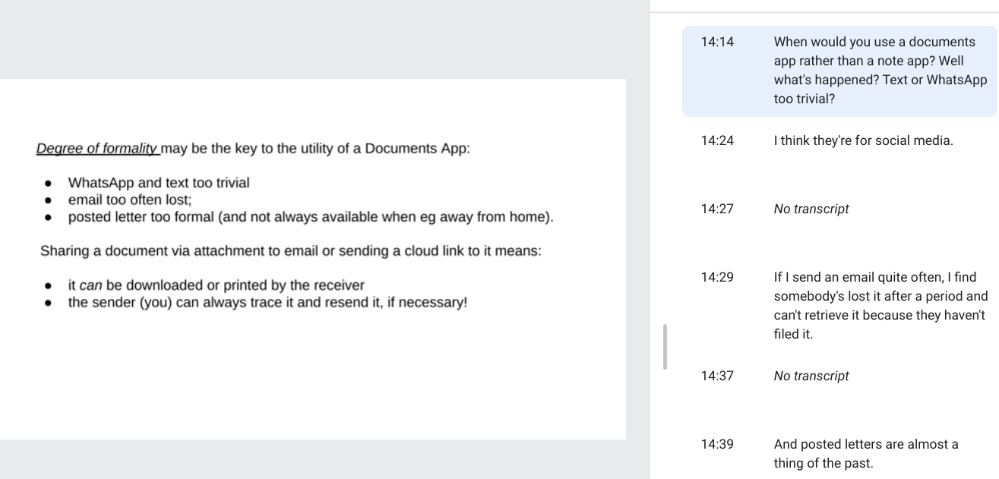 Degree of formality may be the key to the utility of a Documents App:
● WhatsApp and text too trivial
● email too often lost;
● posted letter too formal (and not always available when eg away from home).
Sharing a document via attachment to email or sending a cloud link to it means:
● it can be downloaded or printed by the receiver
● the sender (you) can always trace it and resend it, if necessary!
14:14 When would you use a documents
app rather than a note app? Well
what's happened? Text or WhatsApp
too trivial?
14:24 I think they're for social media.
14:27 No transcript
14:29 If I send an email quite often, I find
somebody's lost it after a period and
can't retrieve it because they haven't
filed it.
14:37 No transcript
14:39 And posted letters are almost a
thing of the past.